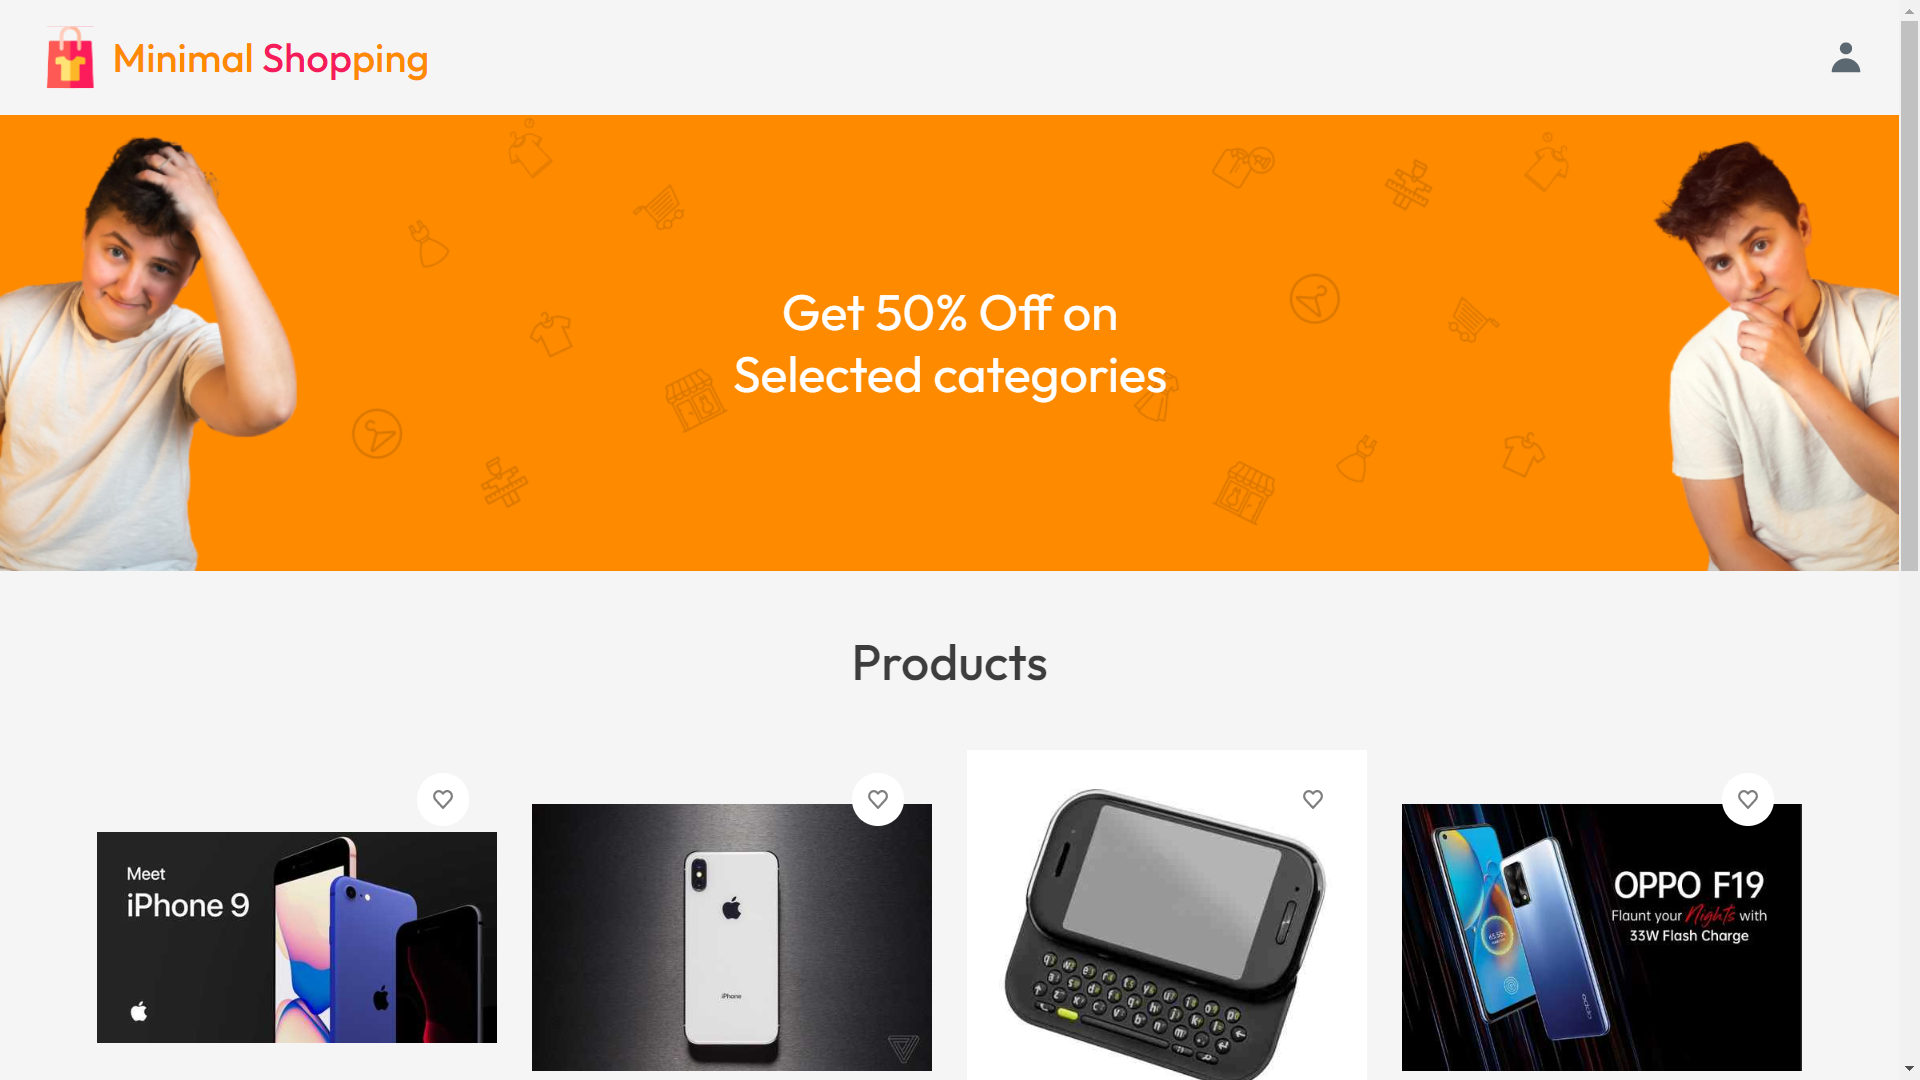 Minimal Shopping
Get 50% Off on
Selected categories
Products
Meet
iPhone 9
iPhone
OPPO F19
Flaunt your Nights with
33W Flash Charge
oppo